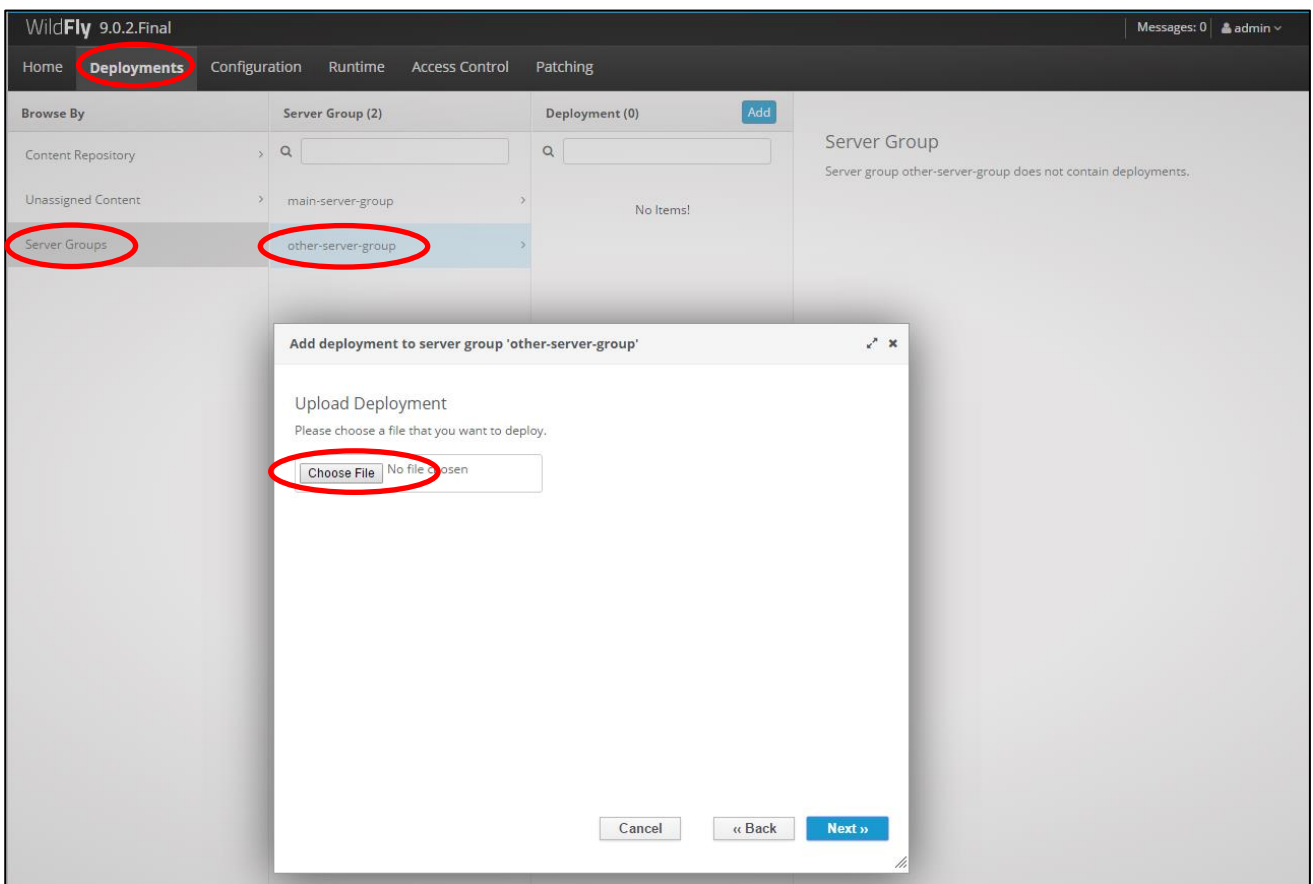 WildFly 9.0.2.Final
Messages: 0 admin
Home Deployments Configuration Runtime Access Control Patching
Browse By
Content Repository
Unassigned Content
Server Groups
Server Group (2)
main-server-group
other-server-group
Deployment (0) Add
No Items!
Server Group
Server group other-server-group does not contain deployments.
Add deployment to server group 'other-server-group'
Upload Deployment
Please choose a file that you want to deploy.
Choose File No file chosen
Cancel ‹‹ Back Next ››